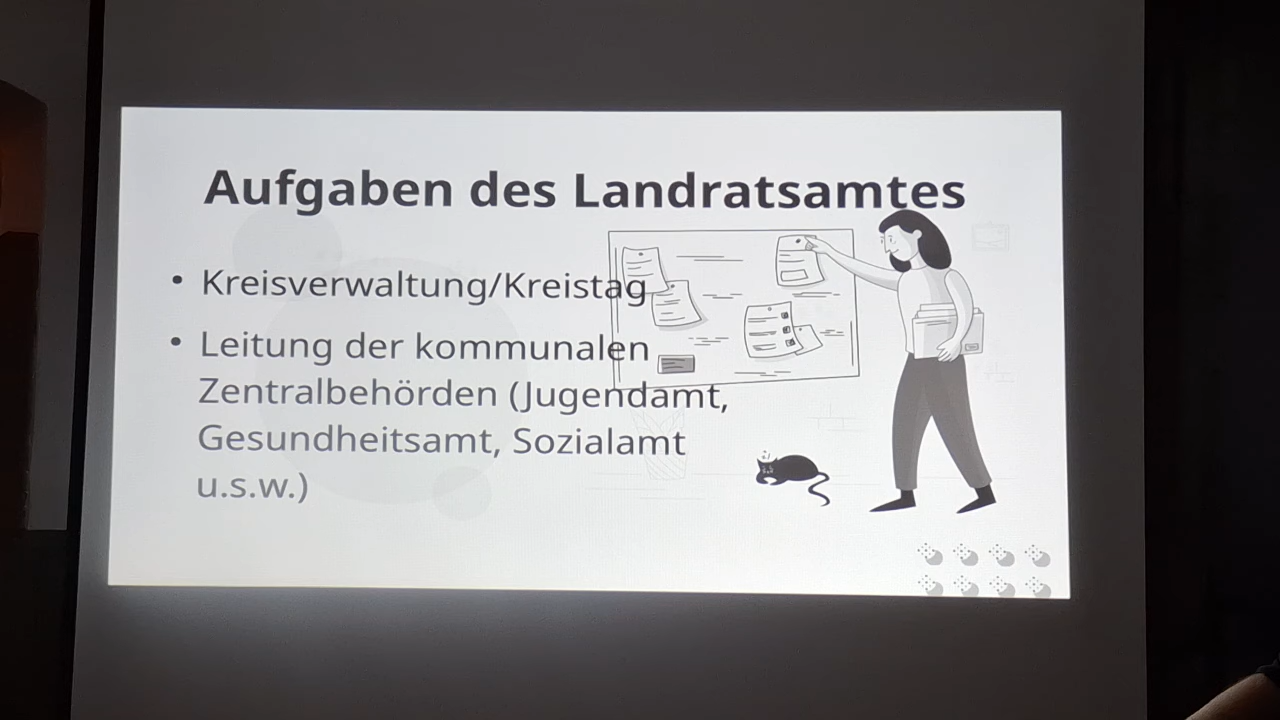 Aufgaben des Landratsamtes
• Kreisverwaltung/Kreistag
• Leitung der kommunalen
Zentralbehörden (Jugendamt,
Gesundheitsamt, Sozialamt
u.s.w.)